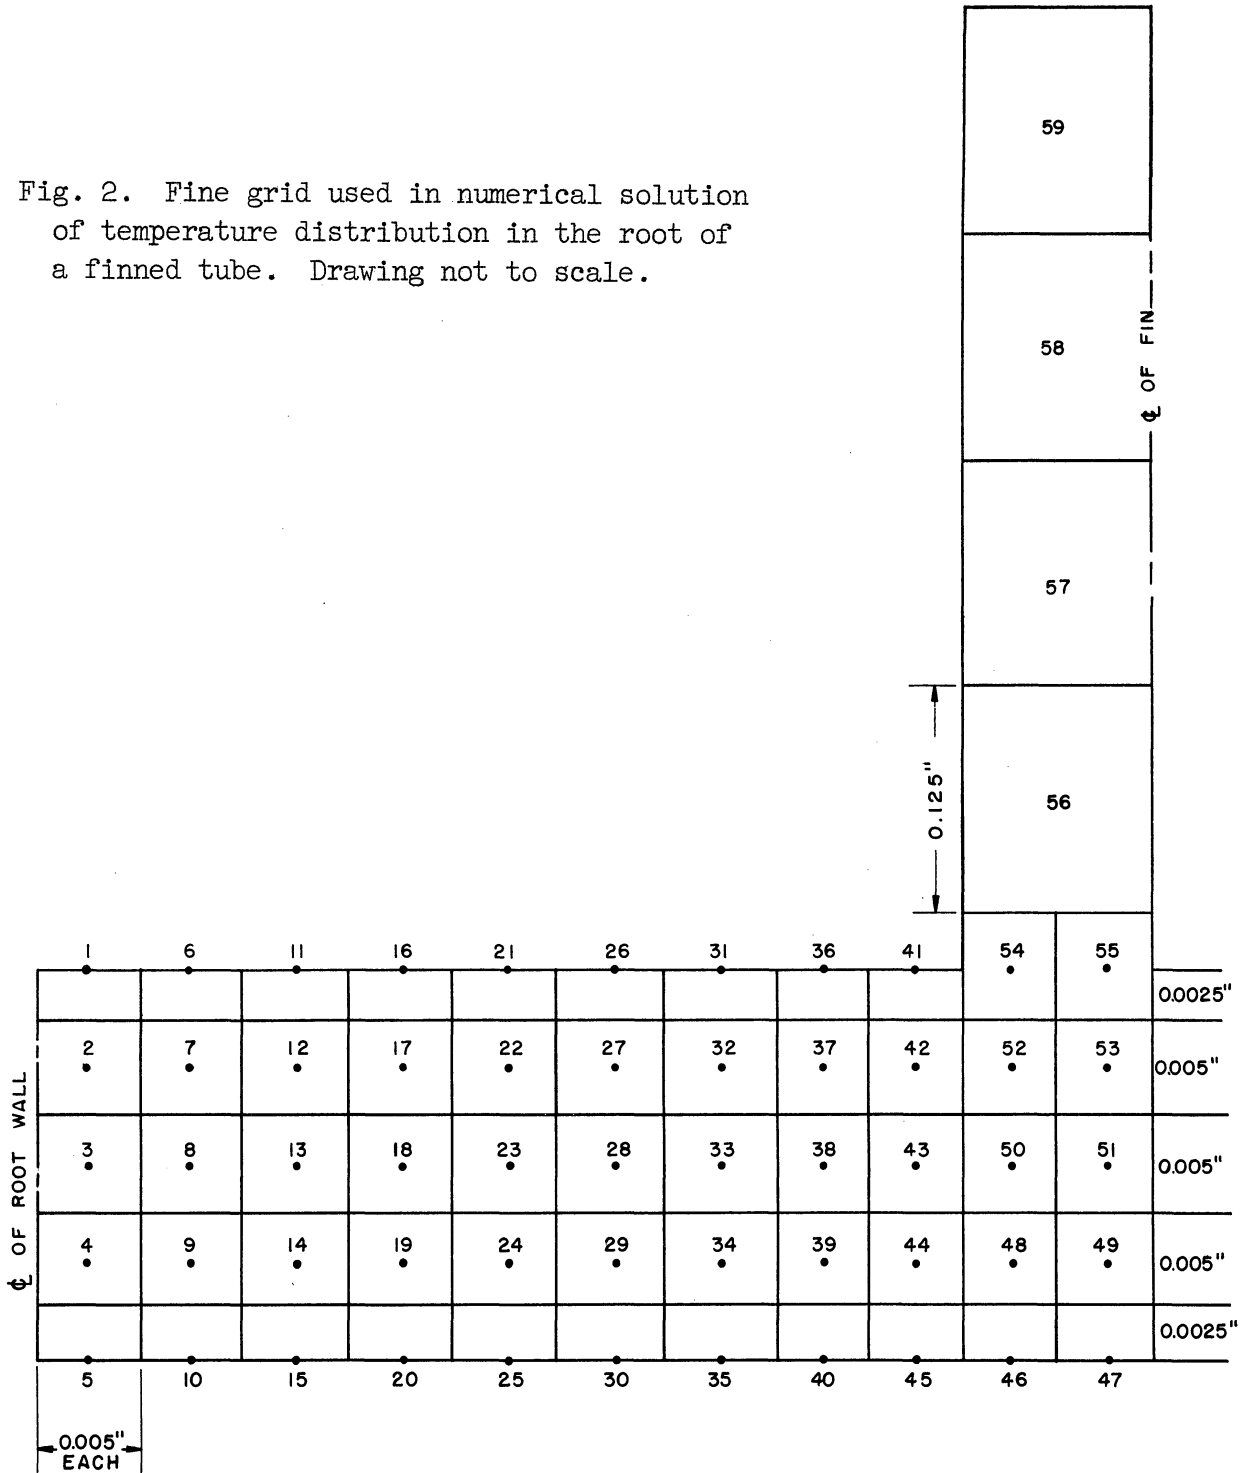 59
Fig. 2. Fine grid used in numerical solution
of temperature distribution in the root of
a finned tube. Drawing not to scale.
58
℄ OF FIN
57
0.125"
56
1 6 11 16 21 26 31 36 41 54 55
0.0025"
2 7 12 17 22 27 32 37 42 52 53
0.005"
℄ OF ROOT WALL
3 8 13 18 23 28 33 38 43 50 51
0.005"
4 9 14 19 24 29 34 39 44 48 49
0.005"
0.0025"
5 10 15 20 25 30 35 40 45 46 47
0.005"
EACH